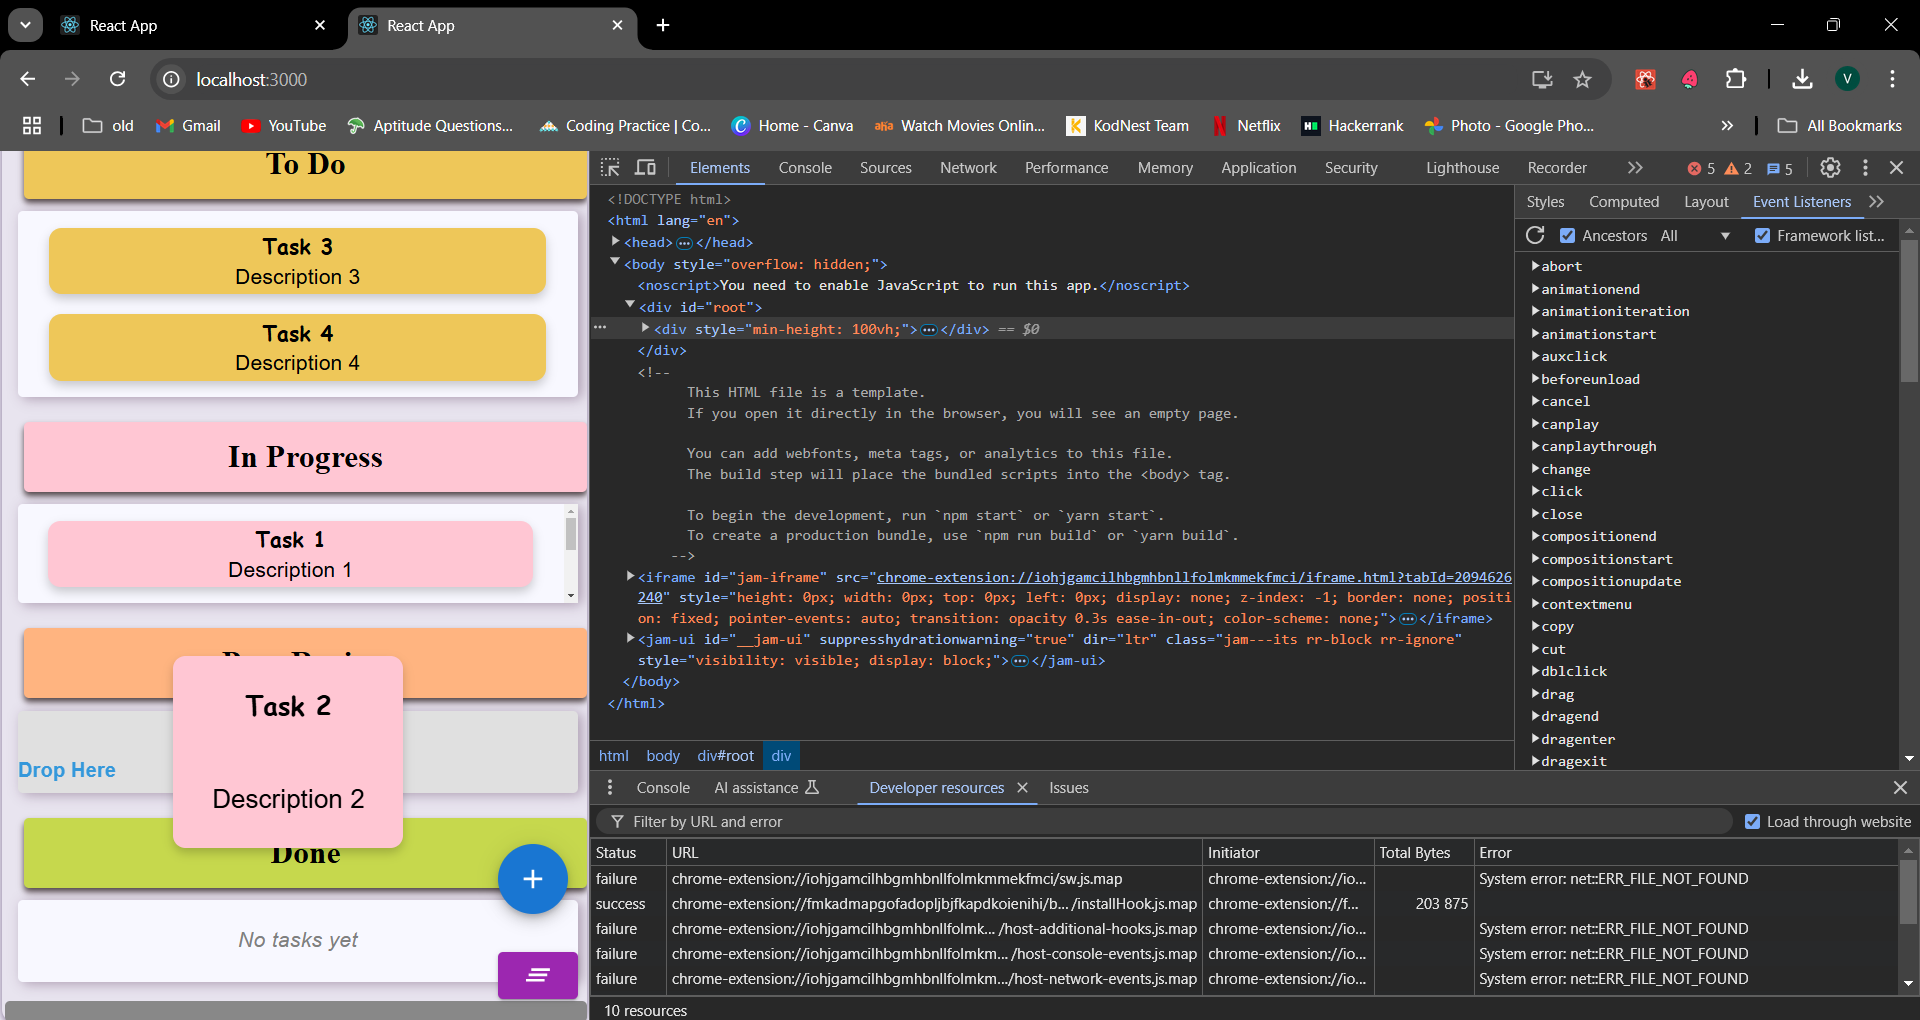 React App
React App
localhost:3000
old
Gmail
YouTube
Aptitude Questions...
Coding Practice | Co...
Home - Canva
Watch Movies Onlin...
KodNest Team
Netflix
Hackerrank
Photo - Google Pho...
All Bookmarks
To Do
Task 3
Description 3
Task 4
Description 4
In Progress
Task 1
Description 1
Task 2
Drop Here
Description 2
Done
No tasks yet
Elements
Console
Sources
Network
Performance
Memory
Application
Security
Lighthouse
Recorder
5
2
5
<!DOCTYPE html>
<html lang="en">
<head>…</head>
<body style="overflow: hidden;">
<noscript>You need to enable JavaScript to run this app.</noscript>
<div id="root">
<div style="min-height: 100vh;">…</div> == $0
</div>
<!--
This HTML file is a template.
If you open it directly in the browser, you will see an empty page.
You can add webfonts, meta tags, or analytics to this file.
The build step will place the bundled scripts into the <body> tag.
To begin the development, run `npm start` or `yarn start`.
To create a production bundle, use `npm run build` or `yarn build`.
-->
<iframe id="jam-iframe" src="chrome-extension://iohjgamcilhbgmhbnllfolmkmmekfmci/iframe.html?tabId=2094626
240" style="height: 0px; width: 0px; top: 0px; left: 0px; display: none; z-index: -1; border: none; positi
on: fixed; pointer-events: auto; transition: opacity 0.3s ease-in-out; color-scheme: none;">…</iframe>
<jam-ui id="__jam-ui" suppresshydrationwarning="true" dir="ltr" class="jam---its rr-block rr-ignore"
style="visibility: visible; display: block;">…</jam-ui>
</body>
</html>
html
body
div#root
div
Styles
Computed
Layout
Event Listeners
Ancestors
All
Framework list...
abort
animationend
animationiteration
animationstart
auxclick
beforeunload
cancel
canplay
canplaythrough
change
click
close
compositionend
compositionstart
compositionupdate
contextmenu
copy
cut
dblclick
drag
dragend
dragenter
dragexit
Console
AI assistance
Developer resources
Issues
Filter by URL and error
Load through website
Status URL Initiator Total Bytes Error
failure chrome-extension://iohjgamcilhbgmhbnllfolmkmmekfmci/sw.js.map chrome-extension://io... System error: net::ERR_FILE_NOT_FOUND
success chrome-extension://fmkadmapgofadopljbjfkapdkoienihi/b... /installHook.js.map chrome-extension://f... 203 875
failure chrome-extension://iohjgamcilhbgmhbnllfolmk... /host-additional-hooks.js.map chrome-extension://io... System error: net::ERR_FILE_NOT_FOUND
failure chrome-extension://iohjgamcilhbgmhbnllfolmkm... /host-console-events.js.map chrome-extension://io... System error: net::ERR_FILE_NOT_FOUND
failure chrome-extension://iohjgamcilhbgmhbnllfolmkm.../host-network-events.js.map chrome-extension://io... System error: net::ERR_FILE_NOT_FOUND
10 resources